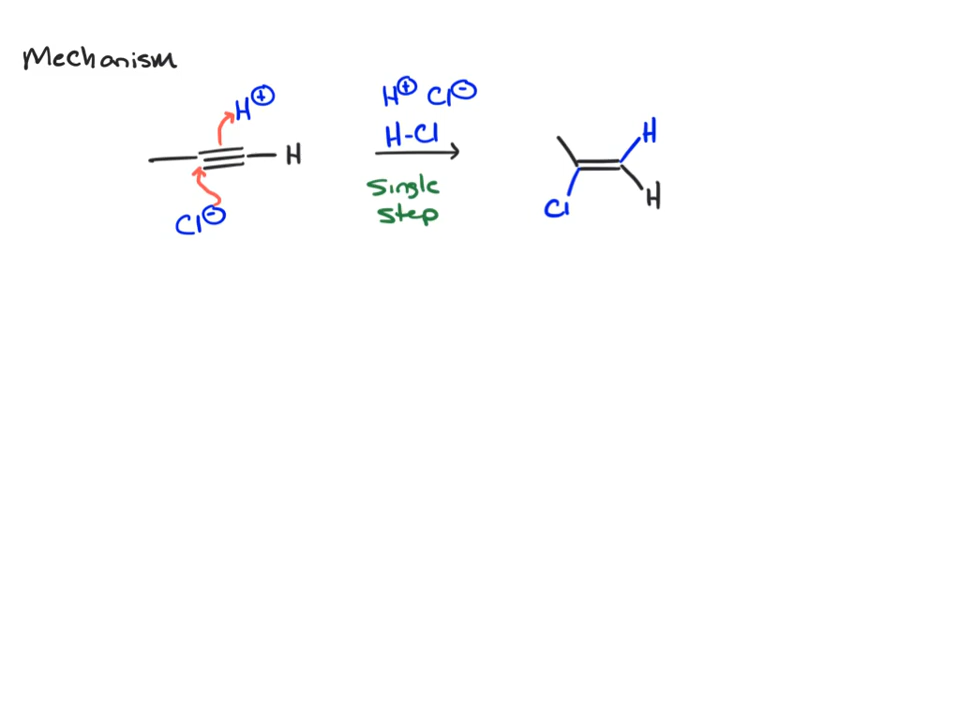 Mechanism
H⊕
H⊕ Cl⊖
H-Cl
H
H
Single
step
H
Cl
Cl⊖